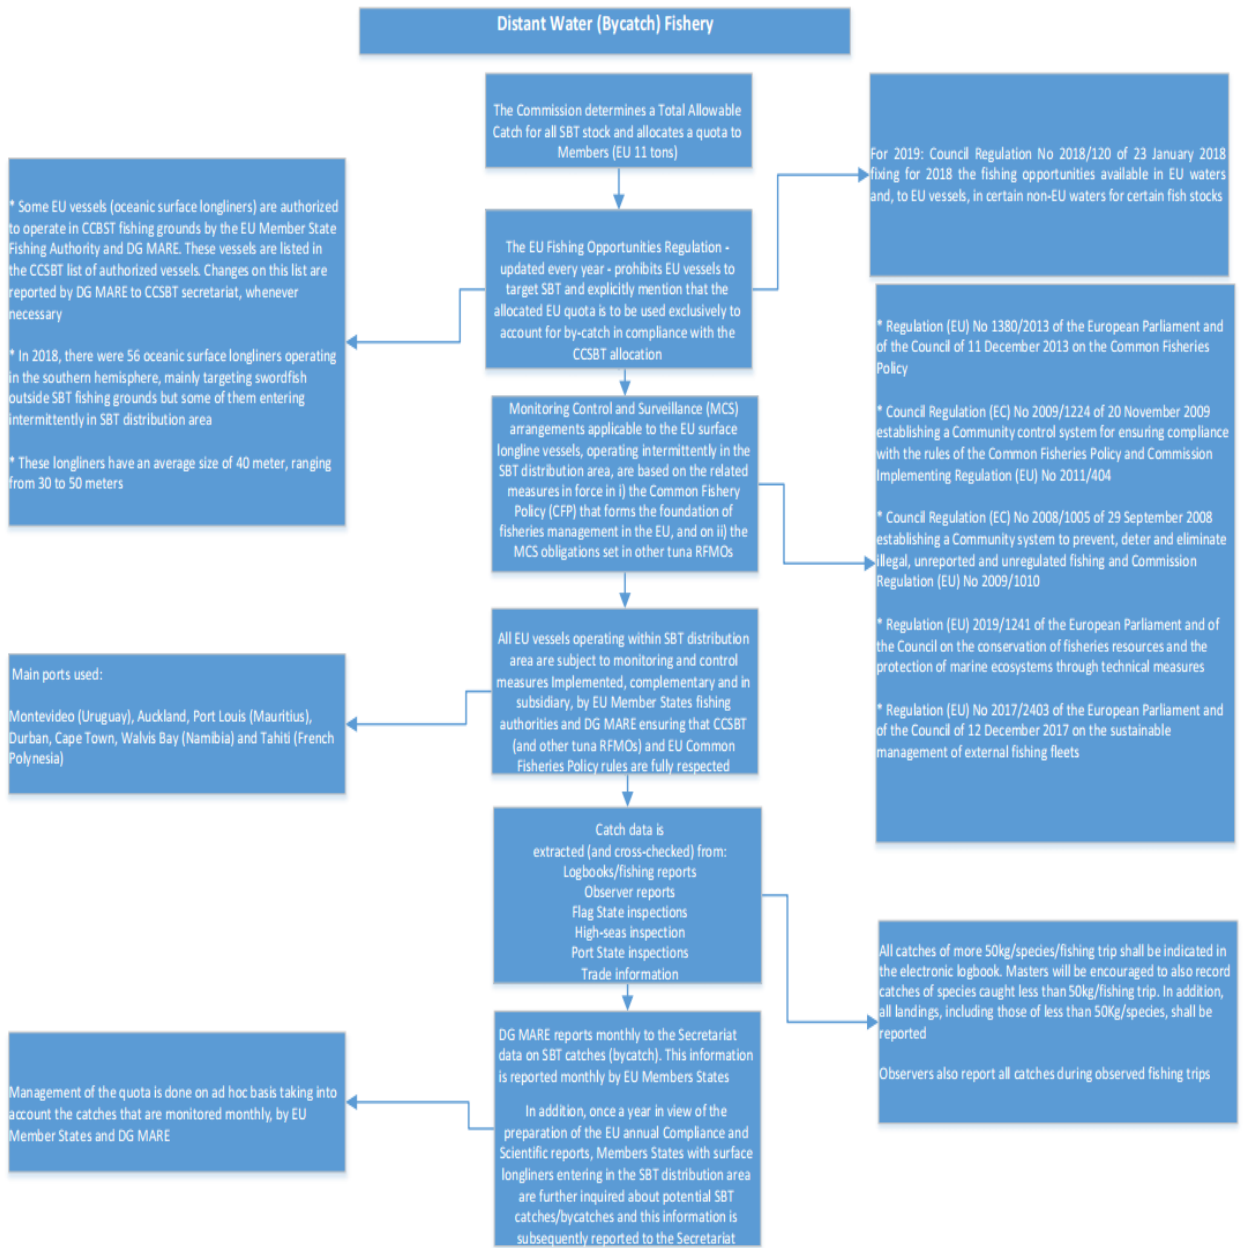 Distant Water (Bycatch) Fishery
The Commission determines a Total Allowable
Catch for all SBT stock and allocates a quota to
Members (EU 11 tons)
For 2019: Council Regulation No 2018/120 of 23 January 2018
fixing for 2018 the fishing opportunities available in EU waters
and, to EU vessels, in certain non-EU waters for certain fish stocks
* Some EU vessels (oceanic surface longliners) are authorized
to operate in CCBST fishing grounds by the EU Member State
Fishing Authority and DG MARE. These vessels are listed in
the CCSBT list of authorized vessels. Changes on this list are
reported by DG MARE to CCSBT secretariat, whenever
necessary
* In 2018, there were 56 oceanic surface longliners operating
in the southern hemisphere, mainly targeting swordfish
outside SBT fishing grounds but some of them entering
intermittently in SBT distribution area
* These longliners have an average size of 40 meter, ranging
from 30 to 50 meters
The EU Fishing Opportunities Regulation -
updated every year - prohibits EU vessels to
target SBT and explicitly mention that the
allocated EU quota is to be used exclusively to
account for by-catch in compliance with the
CCSBT allocation
* Regulation (EU) No 1380/2013 of the European Parliament and
of the Council of 11 December 2013 on the Common Fisheries
Policy
* Council Regulation (EC) No 2009/1224 of 20 November 2009
establishing a Community control system for ensuring compliance
with the rules of the Common Fisheries Policy and Commission
Implementing Regulation (EU) No 2011/404
* Council Regulation (EC) No 2008/1005 of 29 September 2008
establishing a Community system to prevent, deter and eliminate
illegal, unreported and unregulated fishing and Commission
Regulation (EU) No 2009/1010
* Regulation (EU) 2019/1241 of the European Parliament and of
the Council on the conservation of fisheries resources and the
protection of marine ecosystems through technical measures
* Regulation (EU) No 2017/2403 of the European Parliament and
of the Council of 12 December 2017 on the sustainable
management of external fishing fleets
Monitoring Control and Surveillance (MCS)
arrangements applicable to the EU surface
longline vessels, operating intermittently in the
SBT distribution area, are based on the related
measures in force in i) the Common Fishery
Policy (CFP) that forms the foundation of
fisheries management in the EU, and on ii) the
MCS obligations set in other tuna RFMOs
All EU vessels operating within SBT distribution
area are subject to monitoring and control
measures Implemented, complementary and in
subsidiary, by EU Member States fishing
authorities and DG MARE ensuring that CCSBT
(and other tuna RFMOs) and EU Common
Fisheries Policy rules are fully respected
Main ports used:
Montevideo (Uruguay), Auckland, Port Louis (Mauritius),
Durban, Cape Town, Walvis Bay (Namibia) and Tahiti (French
Polynesia)
Catch data is
extracted (and cross-checked) from:
Logbooks/fishing reports
Observer reports
Flag State inspections
High-seas inspection
Port State inspections
Trade information
All catches of more 50kg/species/fishing trip shall be indicated in
the electronic logbook. Masters will be encouraged to also record
catches of species caught less than 50kg/fishing trip. In addition,
all landings, including those of less than 50Kg/species, shall be
reported
Observers also report all catches during observed fishing trips
DG MARE reports monthly to the Secretariat
data on SBT catches (bycatch). This information
is reported monthly by EU Members States
In addition, once a year in view of the
preparation of the EU annual Compliance and
Scientific reports, Members States with surface
longliners entering in the SBT distribution area
are further inquired about potential SBT
catches/bycatches and this information is
subsequently reported to the Secretariat
Management of the quota is done on ad hoc basis taking into
account the catches that are monitored monthly, by EU
Member States and DG MARE